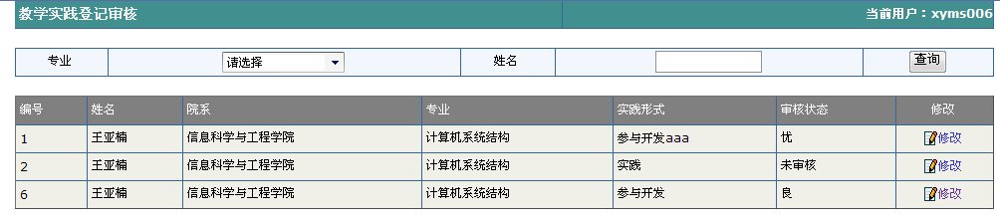 教学实践登记审核 当前用户：xyms006
专业 请选择 姓名 查询
编号 姓名 院系 专业 实践形式 审核状态 修改
1 王亚楠 信息科学与工程学院 计算机系统结构 参与开发aaa 优 修改
2 王亚楠 信息科学与工程学院 计算机系统结构 实践 未审核 修改
6 王亚楠 信息科学与工程学院 计算机系统结构 参与开发 良 修改